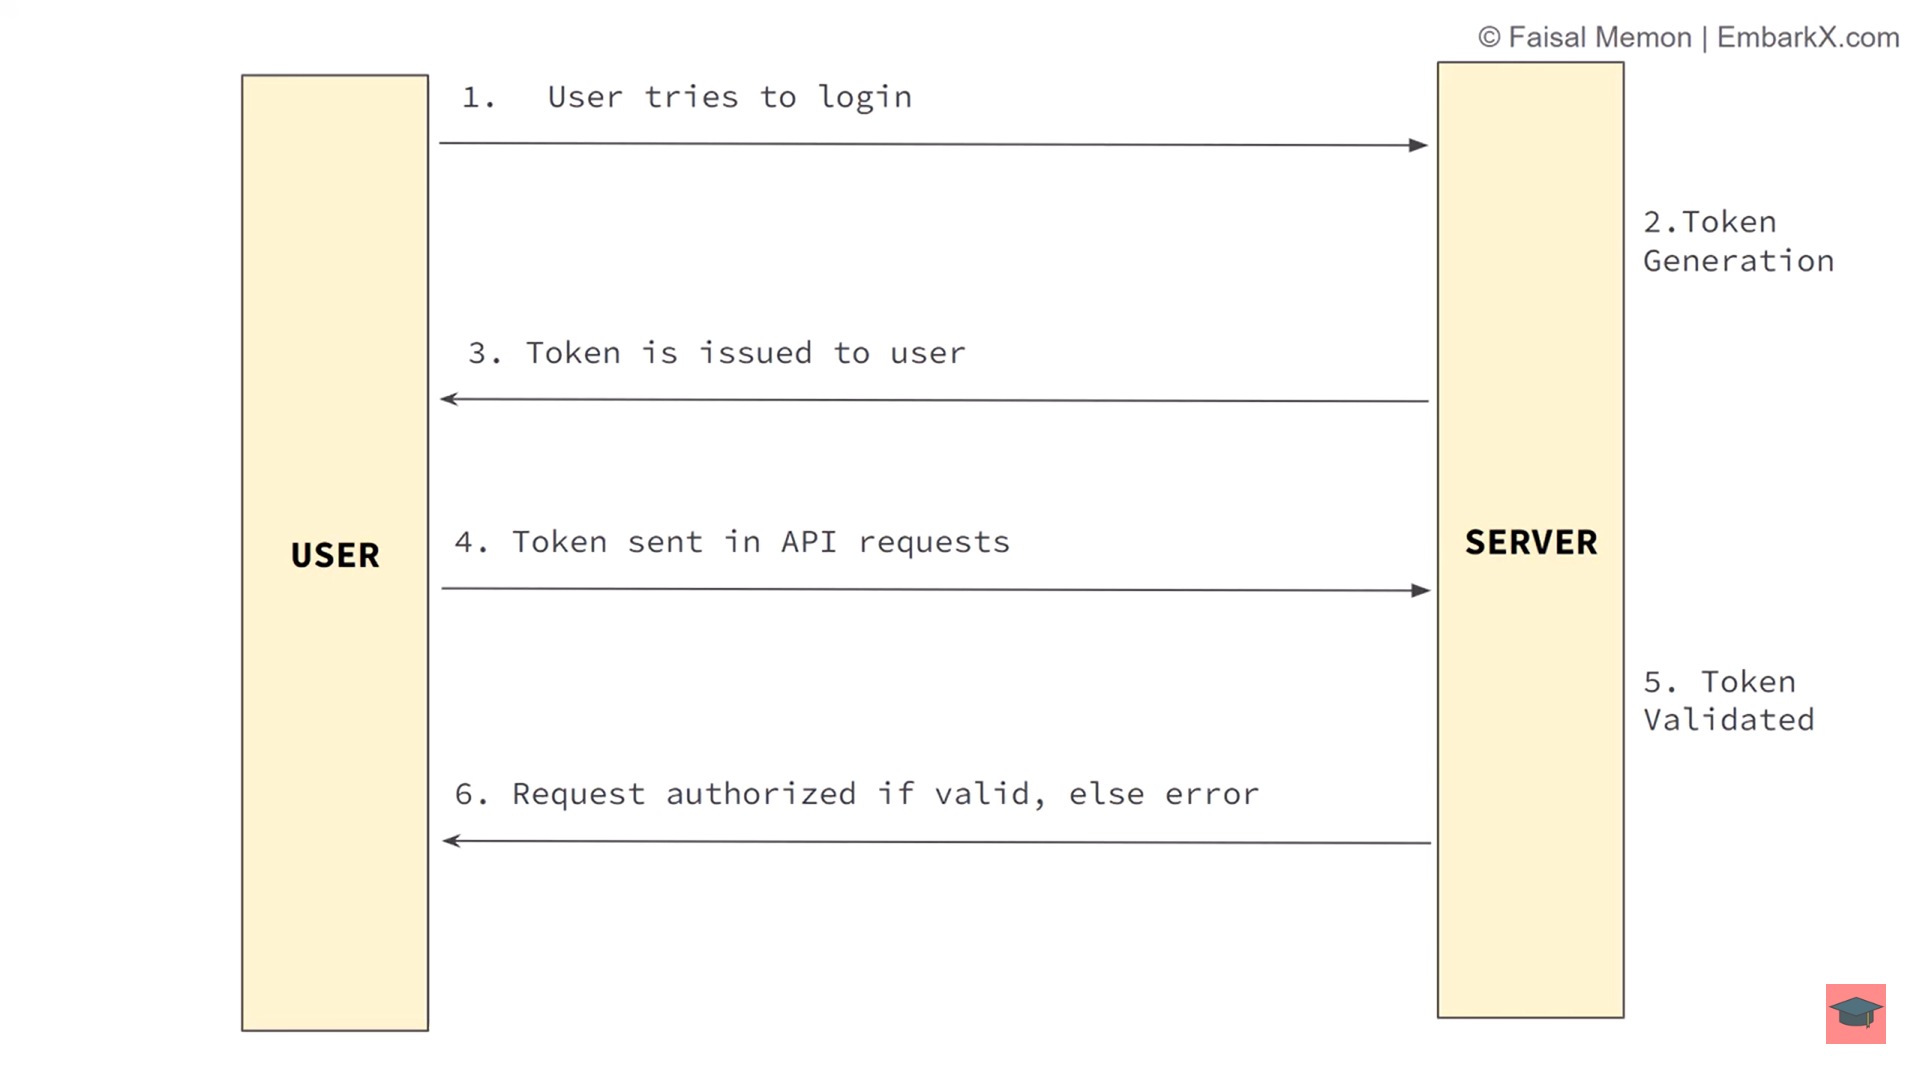 © Faisal Memon | EmbarkX.com
1. User tries to login
2.Token
Generation
3. Token is issued to user
4. Token sent in API requests
USER
SERVER
5. Token
Validated
6. Request authorized if valid, else error